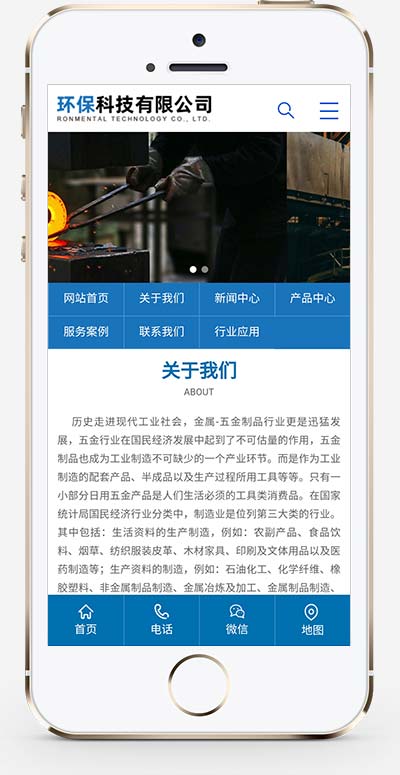 环保科技有限公司
RONMENTAL TECHNOLOGY CO., LTD.
网站首页 关于我们 新闻中心 产品中心
服务案例 联系我们 行业应用
关于我们
ABOUT
历史走进现代工业社会，金属-五金制品行业更是迅猛发
展，五金行业在国民经济发展中起到了不可估量的作用，五金
制品也成为工业制造不可缺少的一个产业环节。而是作为工业
制造的配套产品、半成品以及生产过程所用工具等等。只有一
小部分日用五金产品是人们生活必须的工具类消费品。在国家
统计局国民经济行业分类中，制造业是位列第三大类的行业。
其中包括：生活资料的生产制造，例如：农副产品、食品饮
料、烟草、纺织服装皮革、木材家具、印刷及文体用品以及医
药制造等；生产资料的制造，例如：石油化工、化学纤维、橡
胶塑料、非金属制品制造、金属冶炼及加工、金属制品制造、
首页 电话 微信 地图